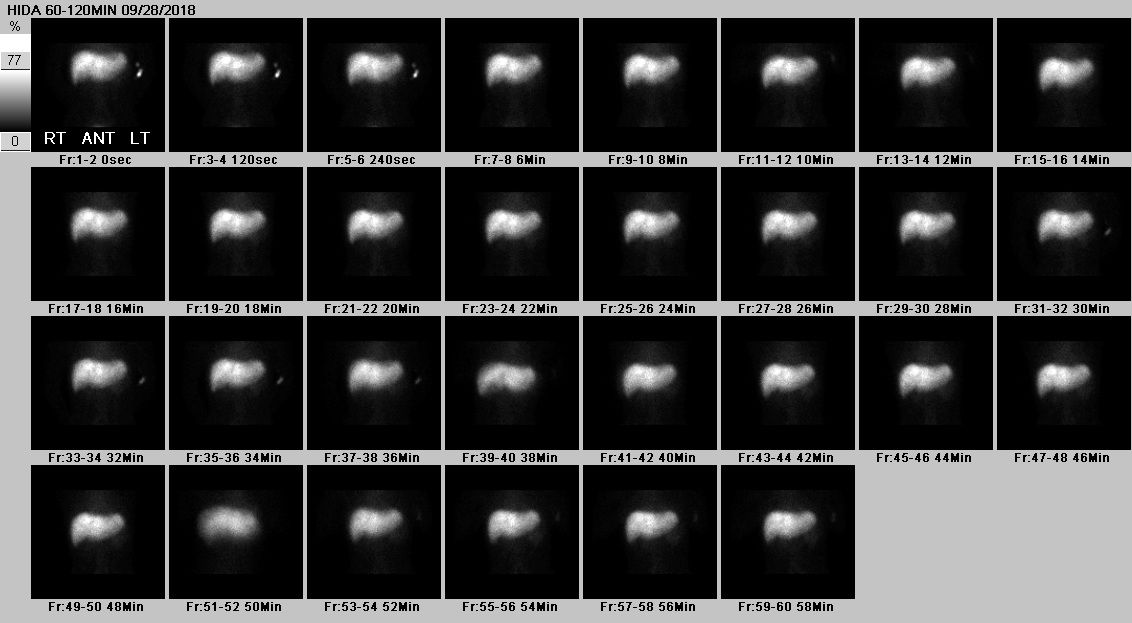 HIDA 60-120MIN 09/28/2018
%
77
0
RT ANT LT
Fr:1-2 0sec
Fr:3-4 120sec
Fr:5-6 240sec
Fr:7-8 6Min
Fr:9-10 8Min
Fr:11-12 10Min
Fr:13-14 12Min
Fr:15-16 14Min
Fr:17-18 16Min
Fr:19-20 18Min
Fr:21-22 20Min
Fr:23-24 22Min
Fr:25-26 24Min
Fr:27-28 26Min
Fr:29-30 28Min
Fr:31-32 30Min
Fr:33-34 32Min
Fr:35-36 34Min
Fr:37-38 36Min
Fr:39-40 38Min
Fr:41-42 40Min
Fr:43-44 42Min
Fr:45-46 44Min
Fr:47-48 46Min
Fr:49-50 48Min
Fr:51-52 50Min
Fr:53-54 52Min
Fr:55-56 54Min
Fr:57-58 56Min
Fr:59-60 58Min